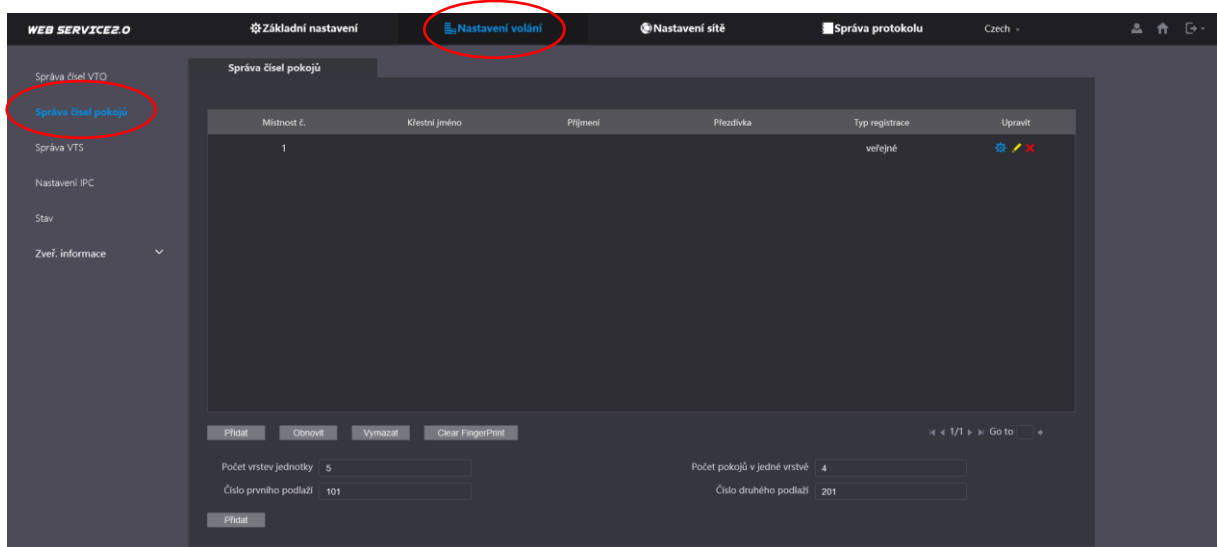 WEB SERVICE2.0 Základní nastavení Nastavení volání Nastavení sítě Správa protokolu Czech
Správa čísel VTO
Správa čísel pokojů
Správa VTS
Nastavení IPC
Stav
Zveř. informace
Správa čísel pokojů
Místnost č. Křestní jméno Příjmení Přezdívka Typ registrace Upravit
1 veřejné
Přidat Obnovit Vymazat Clear FingerPrint 1/1 Go to
Počet vrstev jednotky 5 Počet pokojů v jedné vrstvě 4
Číslo prvního podlaží 101 Číslo druhého podlaží 201
Přidat